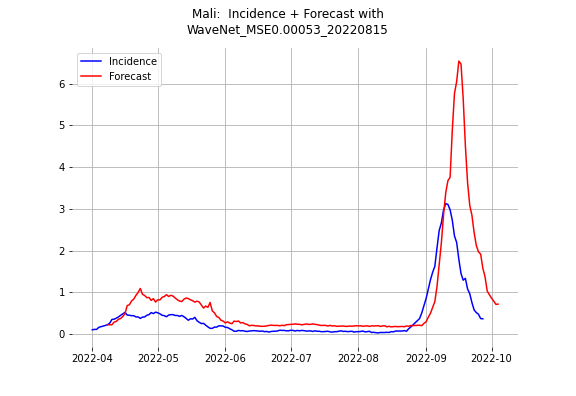 Mali:  Incidence + Forecast with
WaveNet_MSE0.00053_20220815
Incidence
Forecast
6
5
4
3
2
1
0
2022-04 2022-05 2022-06 2022-07 2022-08 2022-09 2022-10